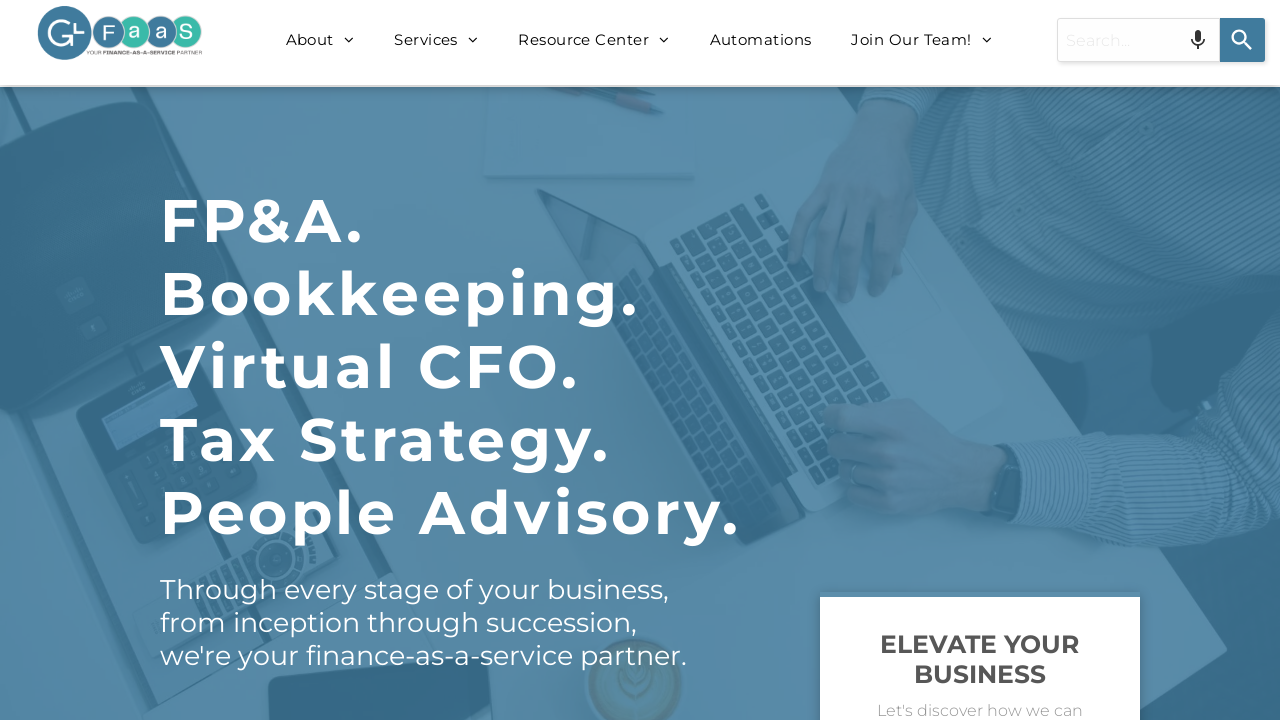 GL FaaS
YOUR FINANCE-AS-A-SERVICE PARTNER
About
Services
Resource Center
Automations
Join Our Team!
Search...
FP&A.
Bookkeeping.
Virtual CFO.
Tax Strategy.
People Advisory.
Through every stage of your business,
from inception through succession,
we're your finance-as-a-service partner.
ELEVATE YOUR
BUSINESS
Let's discover how we can